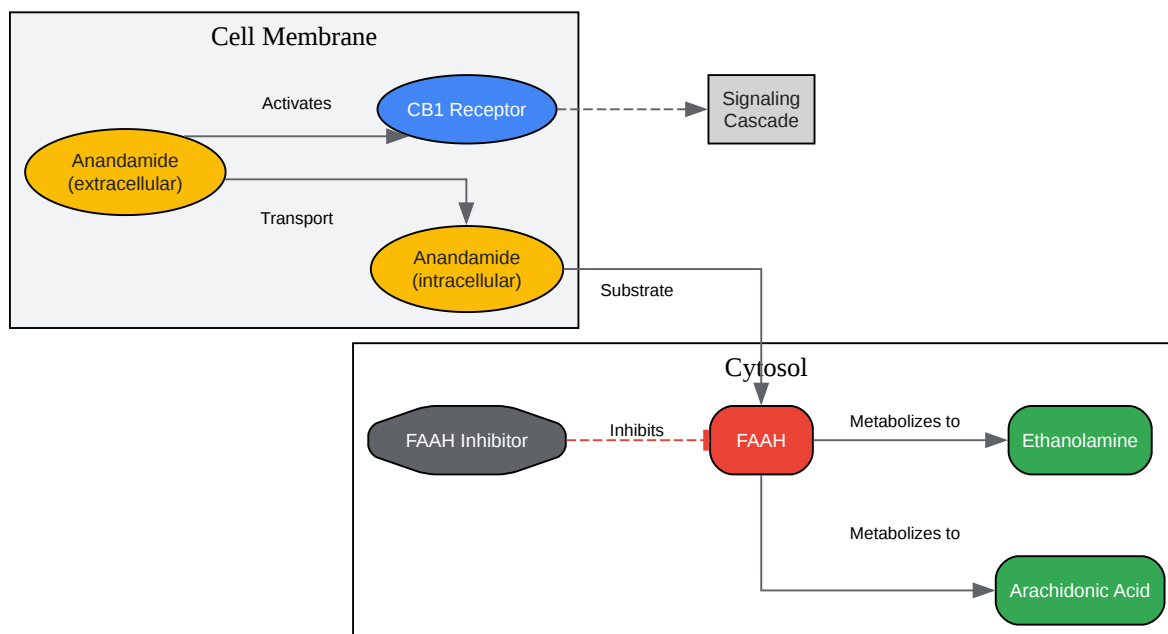 Cell Membrane
Activates
CB1 Receptor
Signaling
Cascade
Anandamide
(extracellular)
Transport
Anandamide
(intracellular)
Substrate
Cytosol
FAAH Inhibitor
Inhibits
FAAH
Metabolizes to
Ethanolamine
Metabolizes to
Arachidonic Acid